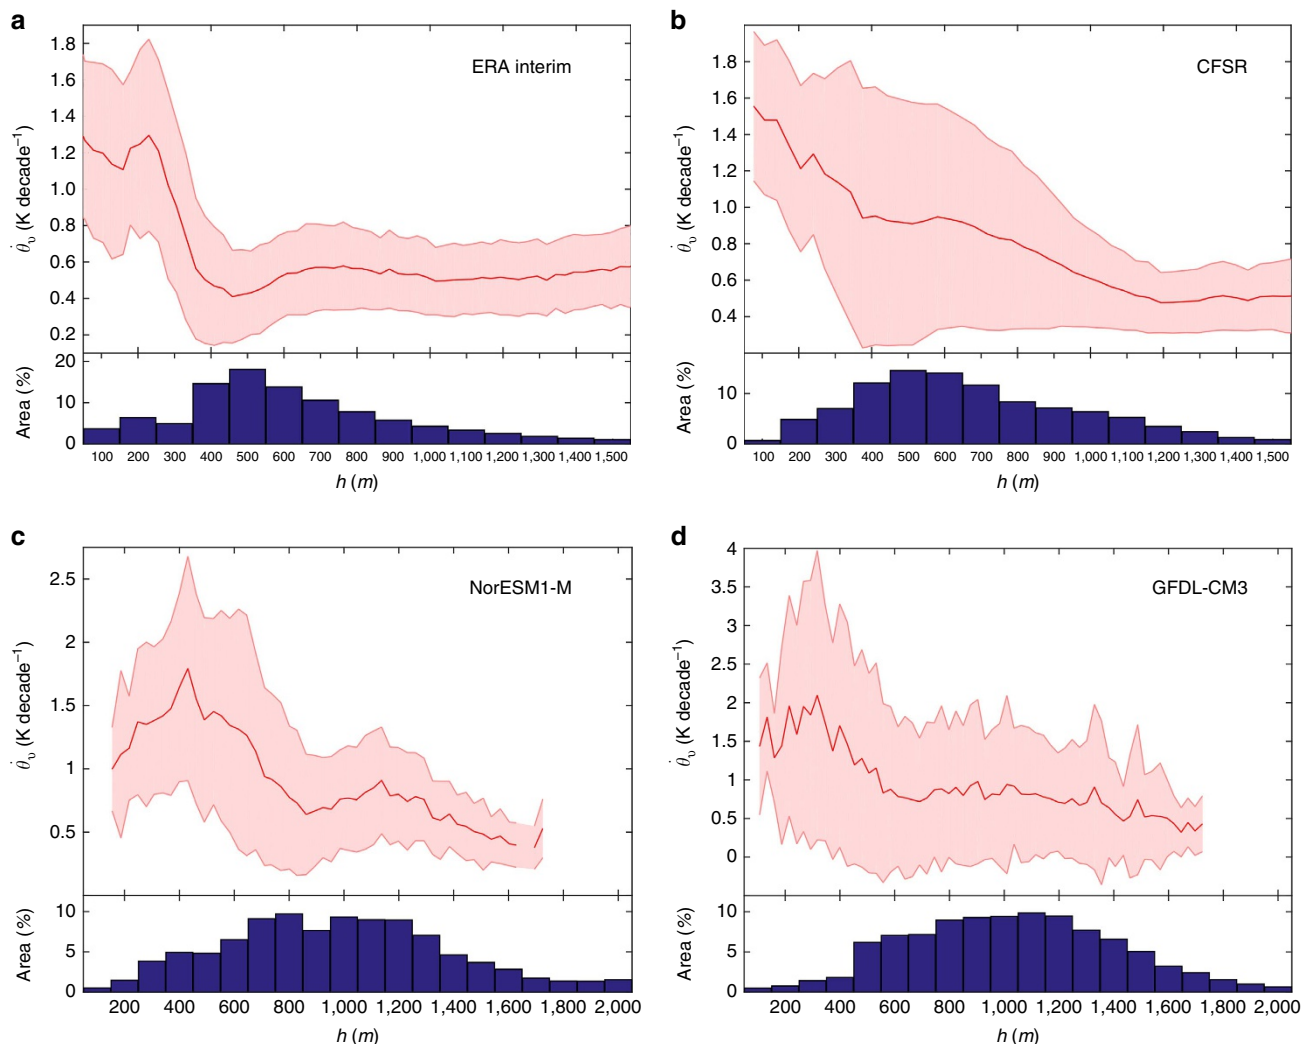 a
ERA interim
1.8
1.6
1.4
1.2
1.0
0.8
0.6
0.4
0.2
θ̇υ (K decade−1)
20
10
0
Area (%)
100 200 300 400 500 600 700 800 900 1,000 1,100 1,200 1,300 1,400 1,500
h (m)
b
CFSR
1.8
1.6
1.4
1.2
1.0
0.8
0.6
0.4
θ̇υ (K decade−1)
10
0
Area (%)
100 200 300 400 500 600 700 800 900 1,000 1,100 1,200 1,300 1,400 1,500
h (m)
c
NorESM1-M
2.5
2
1.5
1
0.5
θ̇υ (K decade−1)
10
5
0
Area (%)
200 400 600 800 1,000 1,200 1,400 1,600 1,800 2,000
h (m)
d
GFDL-CM3
4
3.5
3
2.5
2
1.5
1
0.5
0
θ̇υ (K decade−1)
10
5
0
Area (%)
200 400 600 800 1,000 1,200 1,400 1,600 1,800 2,000
h (m)